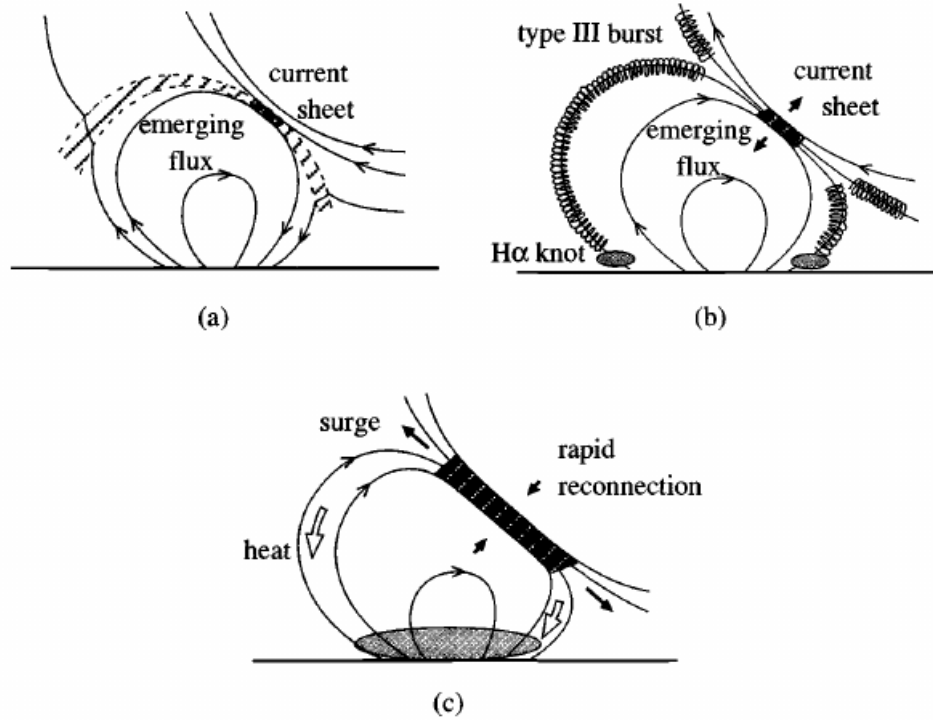 current
sheet
emerging
flux
(a)
type III burst
current
sheet
emerging
flux
Hα knot
(b)
surge
rapid
reconnection
heat
(c)